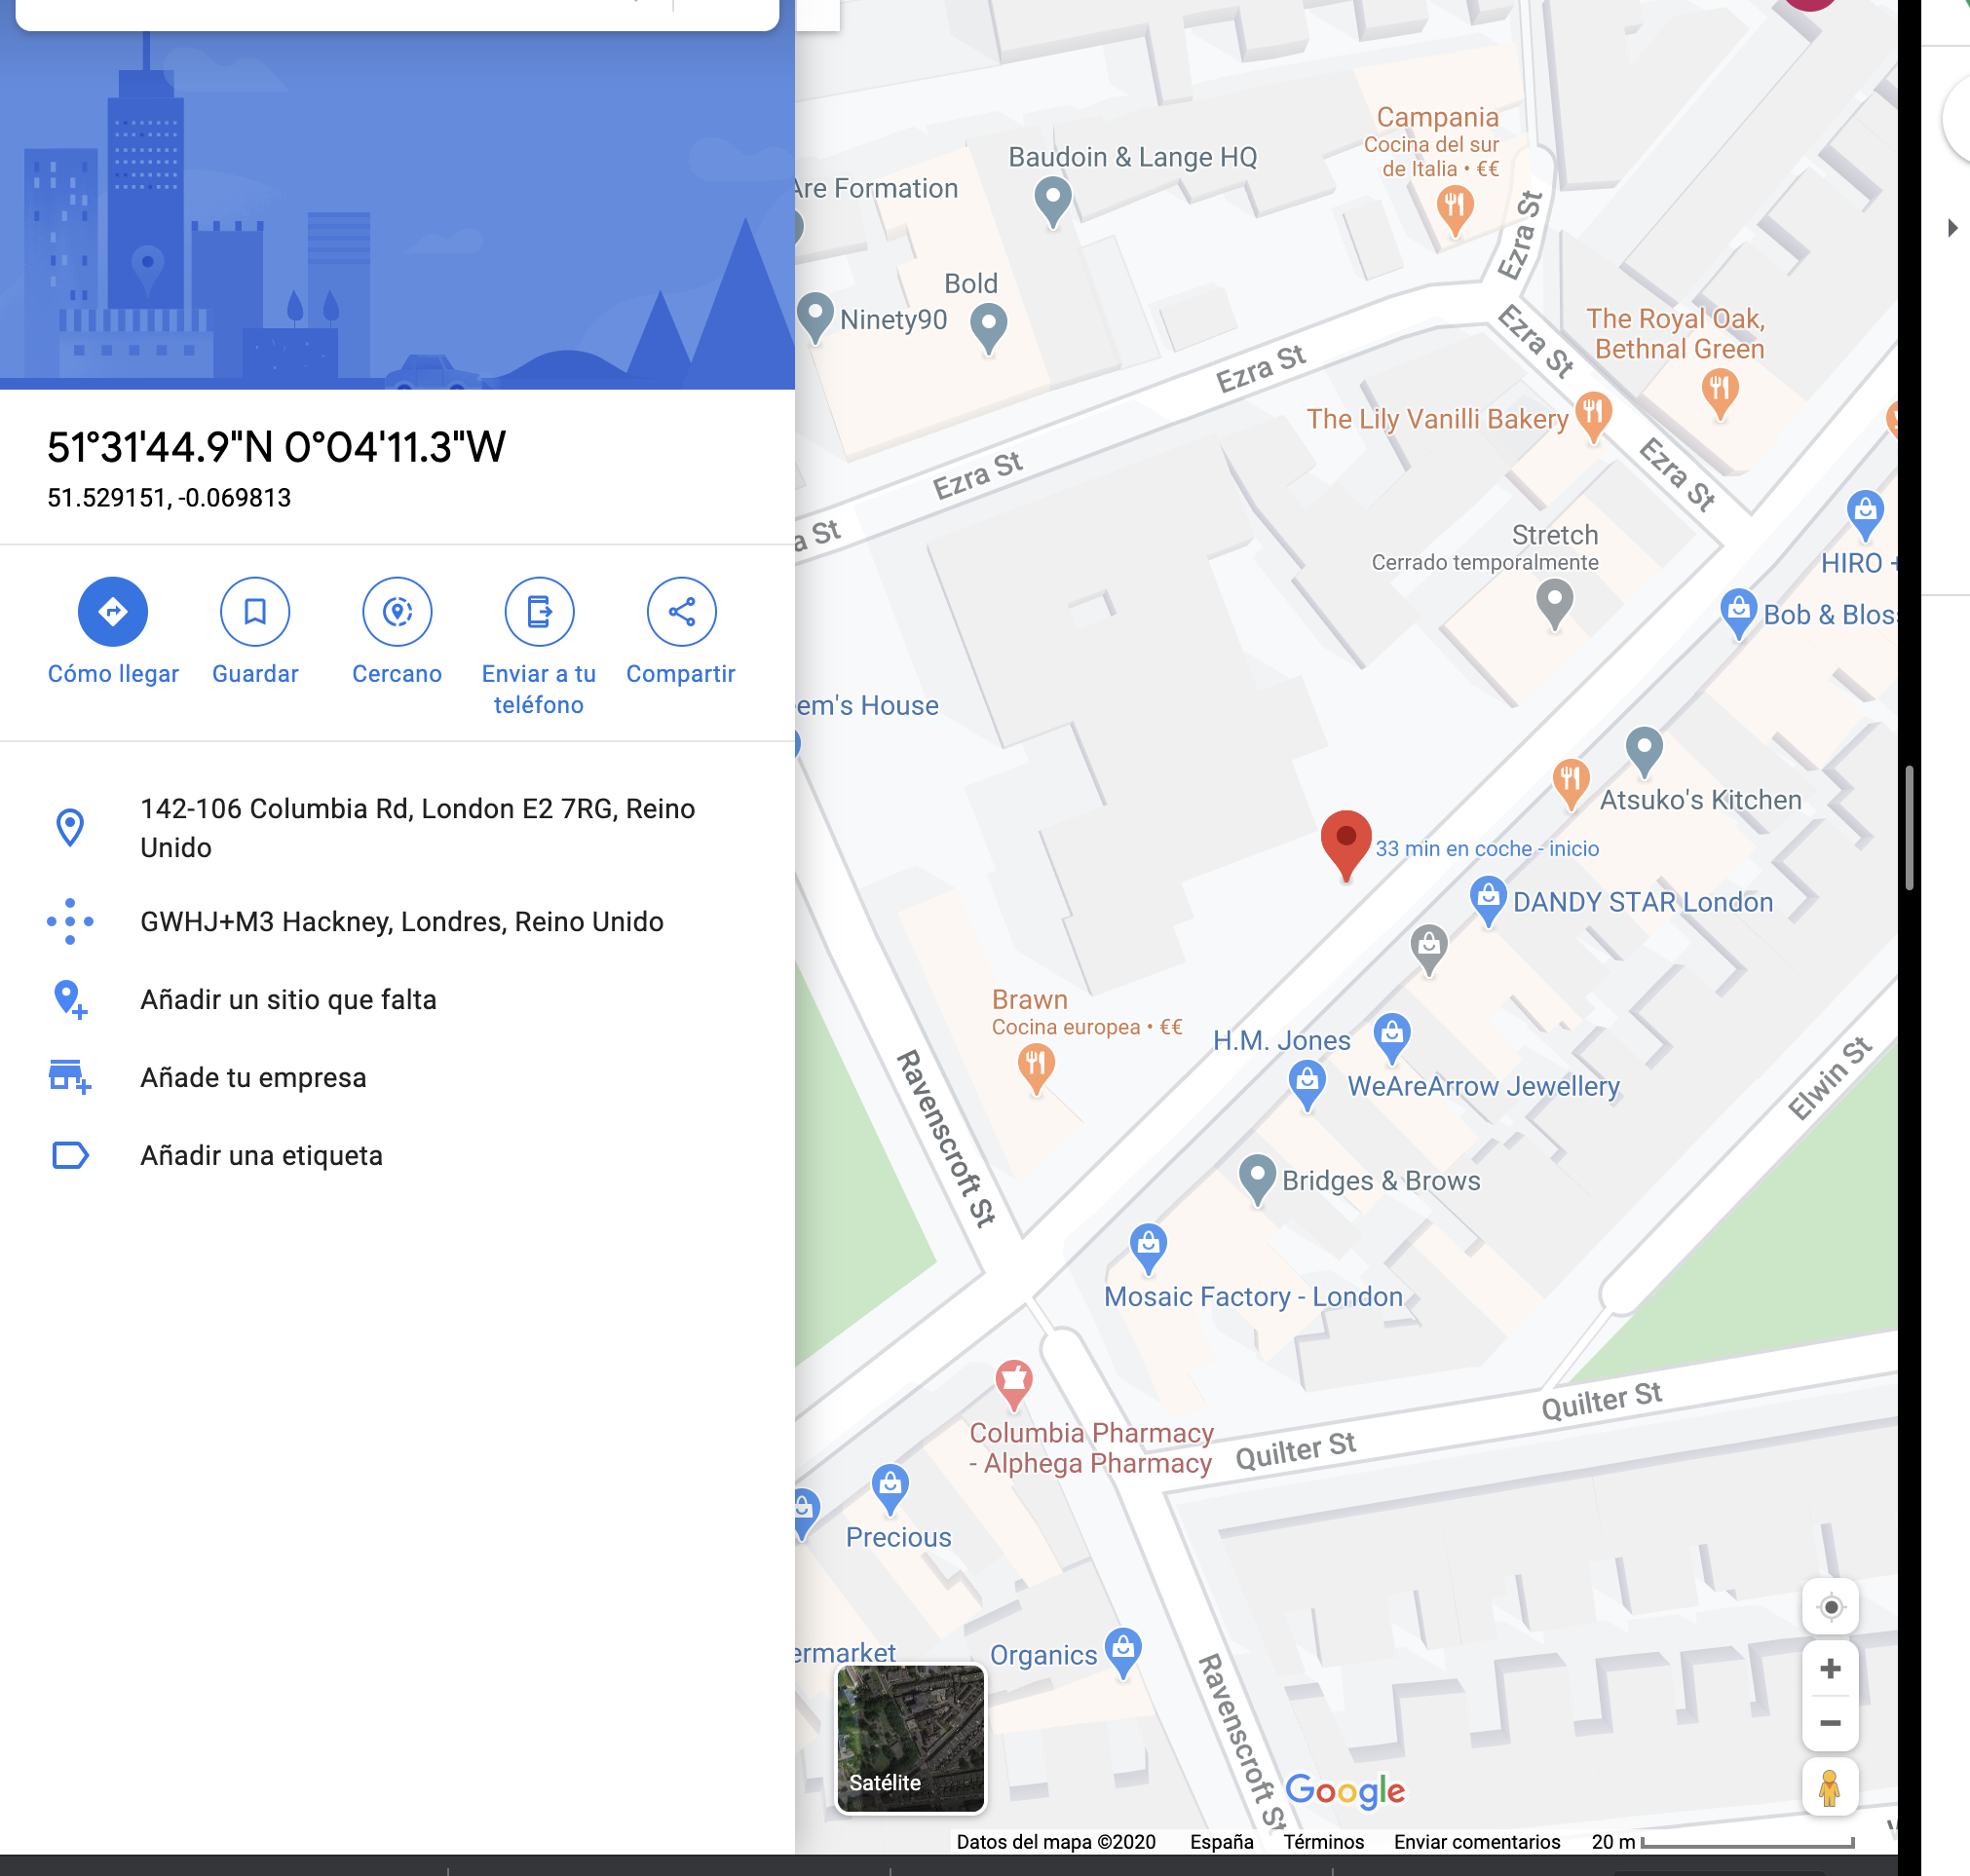 51°31'44.9"N 0°04'11.3"W
51.529151, -0.069813
Cómo llegar
Guardar
Cercano
Enviar a tu
teléfono
Compartir
142-106 Columbia Rd, London E2 7RG, Reino
Unido
GWHJ+M3 Hackney, Londres, Reino Unido
Añadir un sitio que falta
Añade tu empresa
Añadir una etiqueta
Campania
Cocina del sur
de Italia • €€
Baudoin & Lange HQ
Are Formation
Ezra St
Bold
Ninety90
Ezra St
The Royal Oak,
Bethnal Green
Ezra St
The Lily Vanilli Bakery
Ezra St
Ezra St
a St
Stretch
Cerrado temporalmente
HIRO +
Bob & Blos
em's House
Atsuko's Kitchen
33 min en coche - inicio
DANDY STAR London
Brawn
Cocina europea • €€
H.M. Jones
WeAreArrow Jewellery
Elwin St
Ravenscroft St
Bridges & Brows
Mosaic Factory - London
Quilter St
Columbia Pharmacy
- Alphega Pharmacy
Quilter St
Precious
ermarket
Organics
Ravenscroft St
Satélite
Google
Datos del mapa ©2020 España Términos Enviar comentarios 20 m